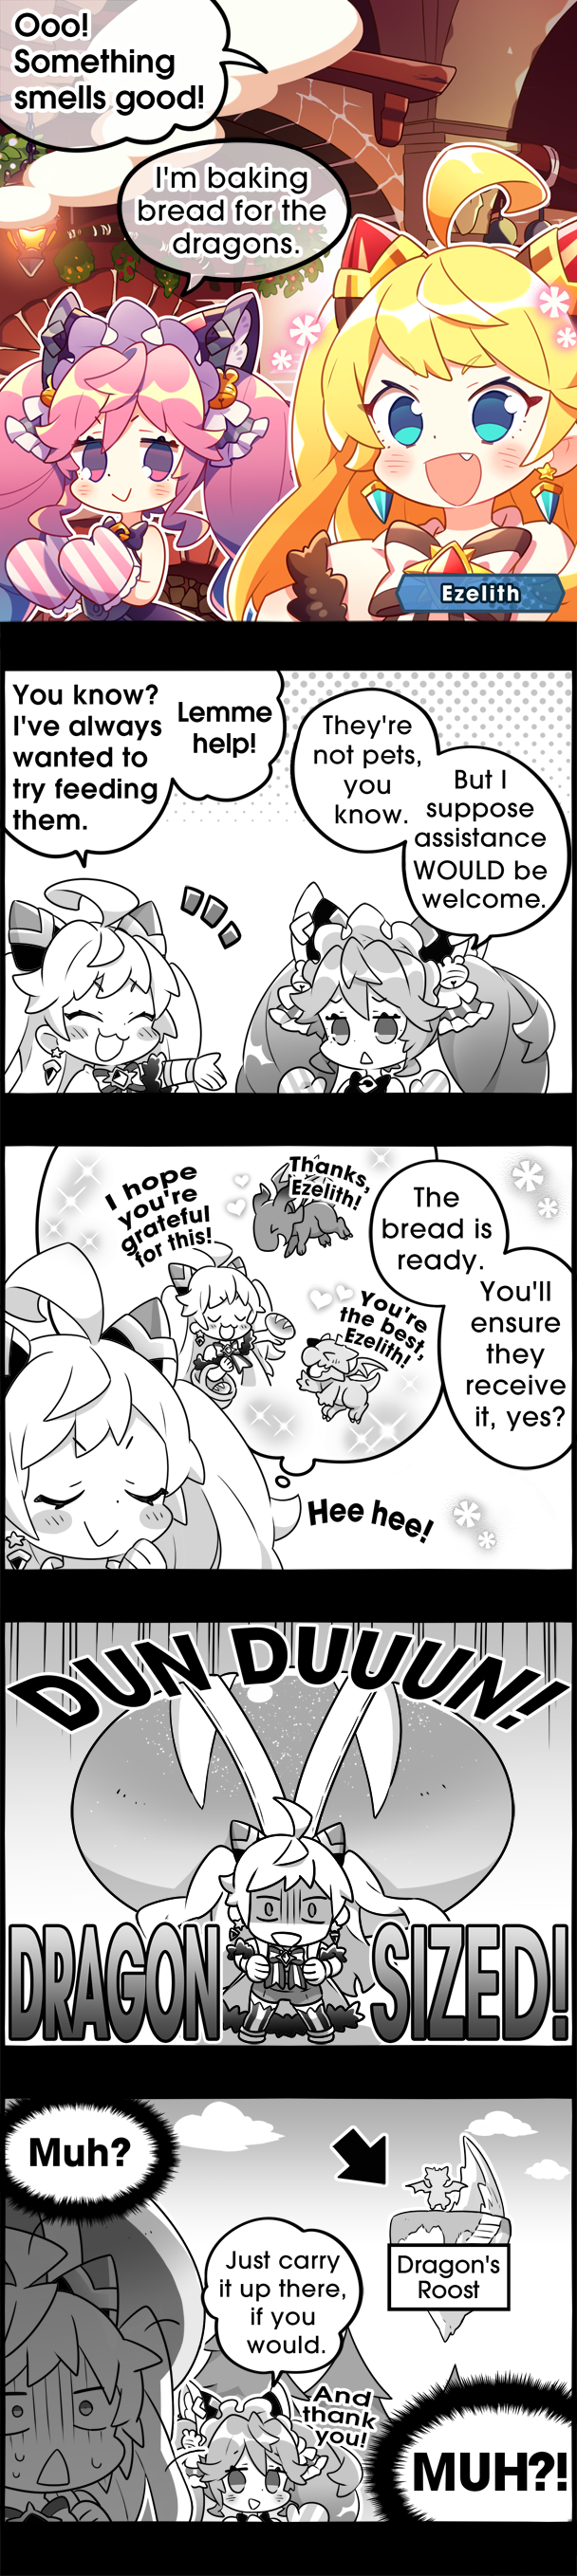 Ooo!
Something
smells good!
I'm baking
bread for the
dragons.
Ezelith
You know?
I've always
wanted to
try feeding
them.
Lemme
help!
They're
not pets,
you
know.
But I
suppose
assistance
WOULD be
welcome.
I hope
you're
grateful
for this!
Thanks,
Ezelith!
You're
the best,
Ezelith!
The
bread is
ready.
You'll
ensure
they
receive
it, yes?
Hee hee!
DUN DUUUN!
DRAGON SIZED!
Muh?
Dragon's
Roost
Just carry
it up there,
if you
would.
And
thank
you!
MUH?!